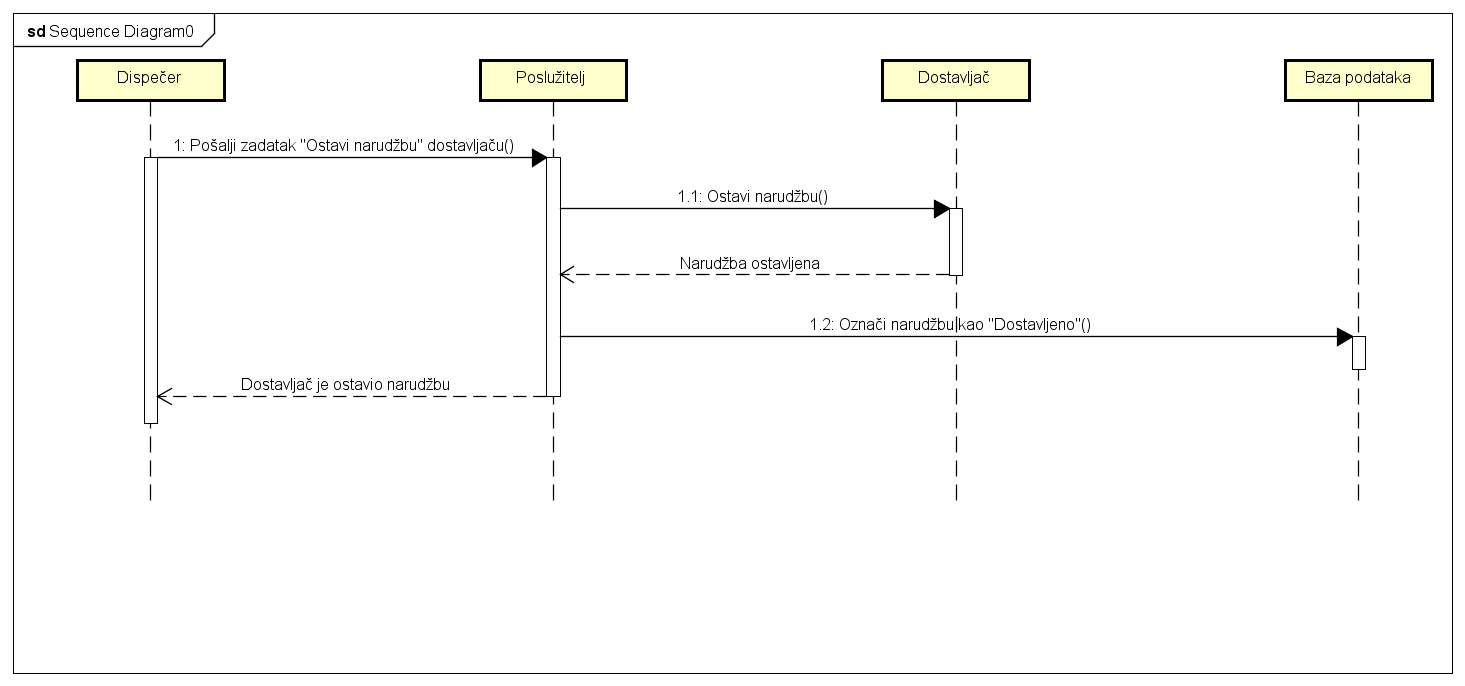 sd Sequence Diagram0
Dispečer
Poslužitelj
Dostavljač
Baza podataka
1: Pošalji zadatak "Ostavi narudžbu" dostavljaču()
1.1: Ostavi narudžbu()
Narudžba ostavljena
1.2: Označi narudžbu kao "Dostavljeno"()
Dostavljač je ostavio narudžbu